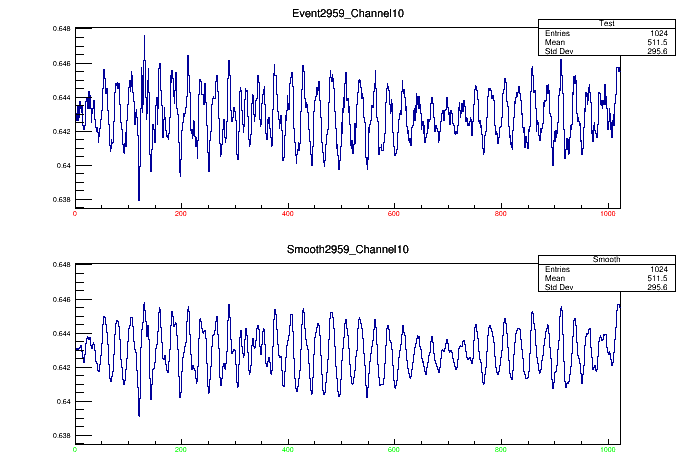 Event2959_Channel10
Test
Entries 1024
Mean 511.5
Std Dev 295.6
0.648
0.646
0.644
0.642
0.64
0.638
0 200 400 600 800 1000
Smooth2959_Channel10
Smooth
Entries 1024
Mean 511.5
Std Dev 295.6
0.648
0.646
0.644
0.642
0.64
0.638
0 200 400 600 800 1000